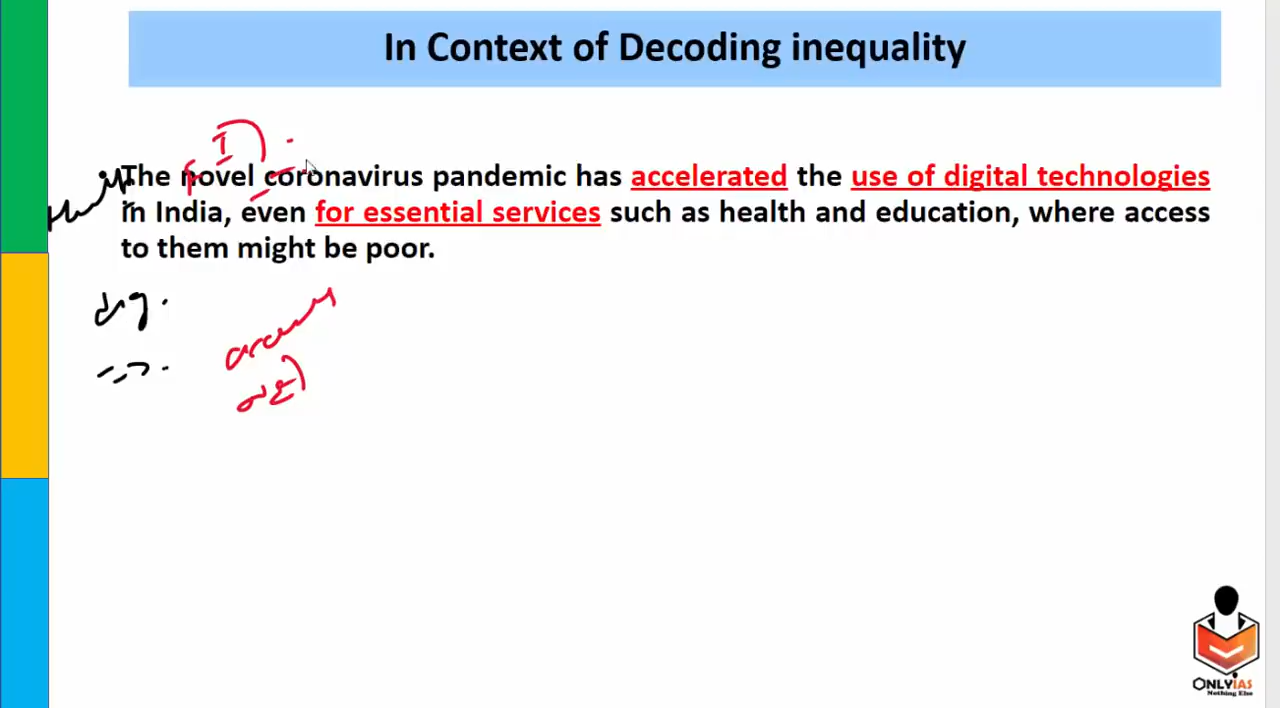 In Context of Decoding inequality
• The novel coronavirus pandemic has accelerated the use of digital technologies
in India, even for essential services such as health and education, where access
to them might be poor.
ONLYIAS
Nothing Else